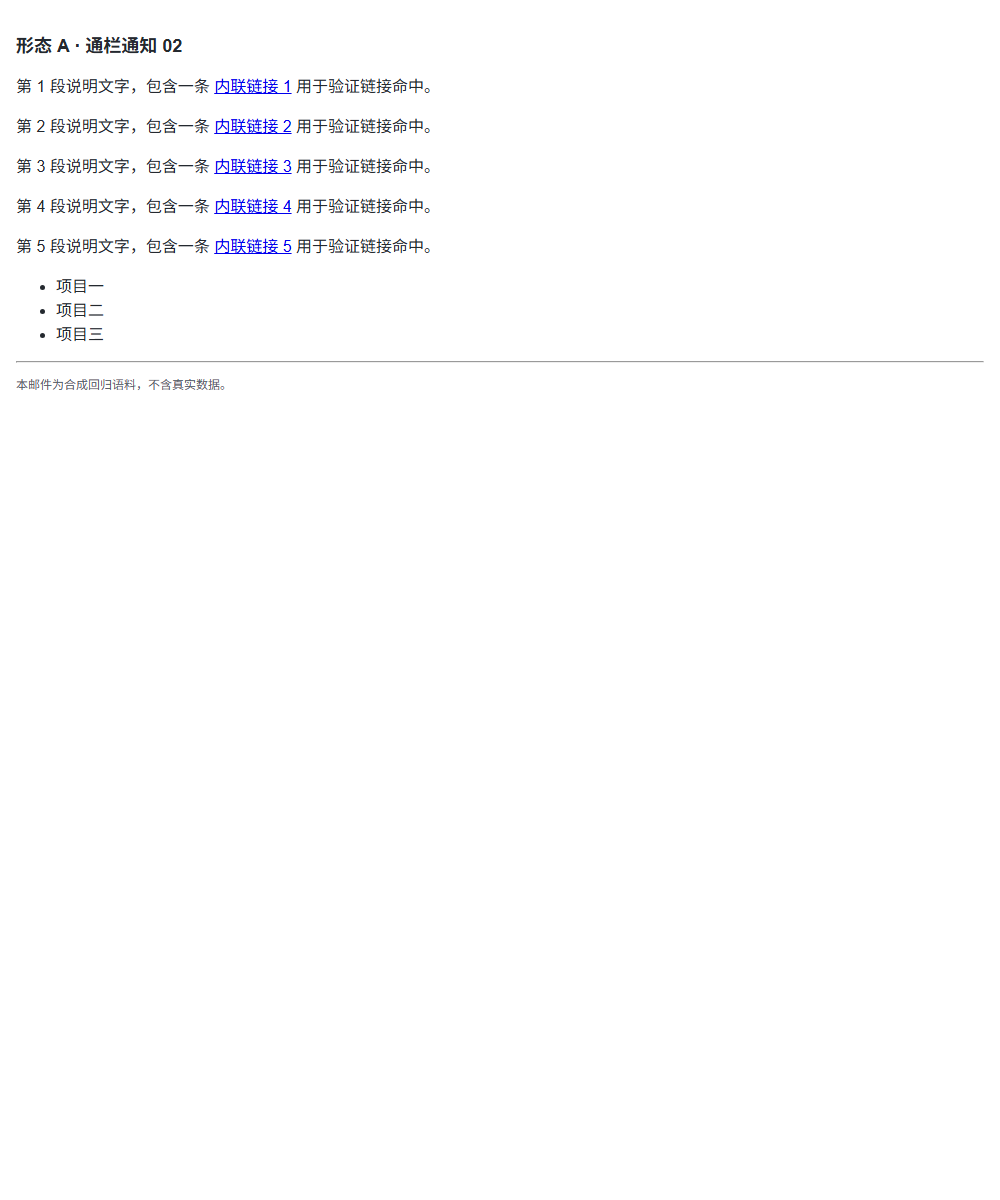 形态 A · 通栏通知 02
第 1 段说明文字，包含一条 内联链接 1 用于验证链接命中。
第 2 段说明文字，包含一条 内联链接 2 用于验证链接命中。
第 3 段说明文字，包含一条 内联链接 3 用于验证链接命中。
第 4 段说明文字，包含一条 内联链接 4 用于验证链接命中。
第 5 段说明文字，包含一条 内联链接 5 用于验证链接命中。
• 项目一
• 项目二
• 项目三
本邮件为合成回归语料，不含真实数据。